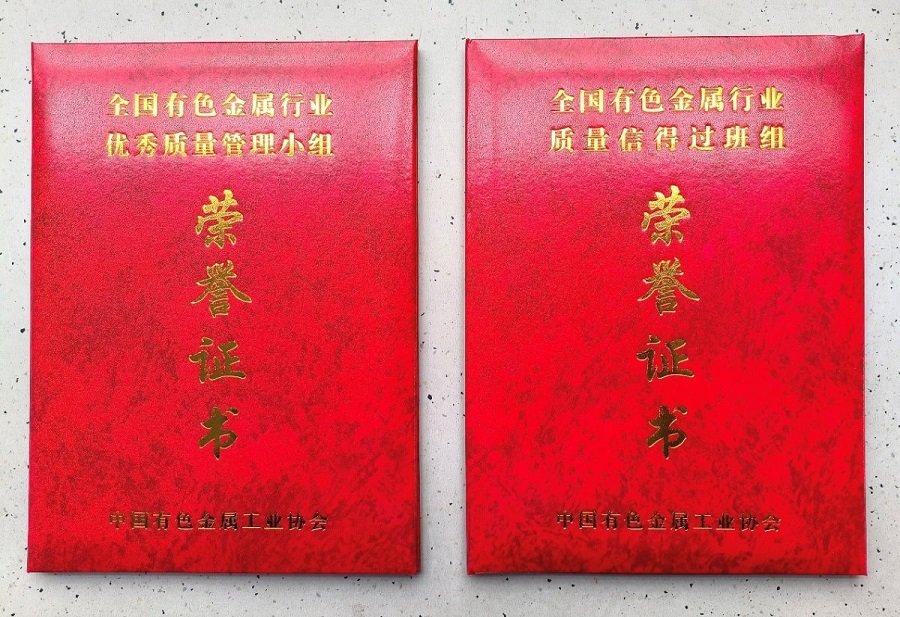 全国有色金属行业
优秀质量管理小组
荣誉证书
中国有色金属工业协会
全国有色金属行业
质量信得过班组
荣誉证书
中国有色金属工业协会